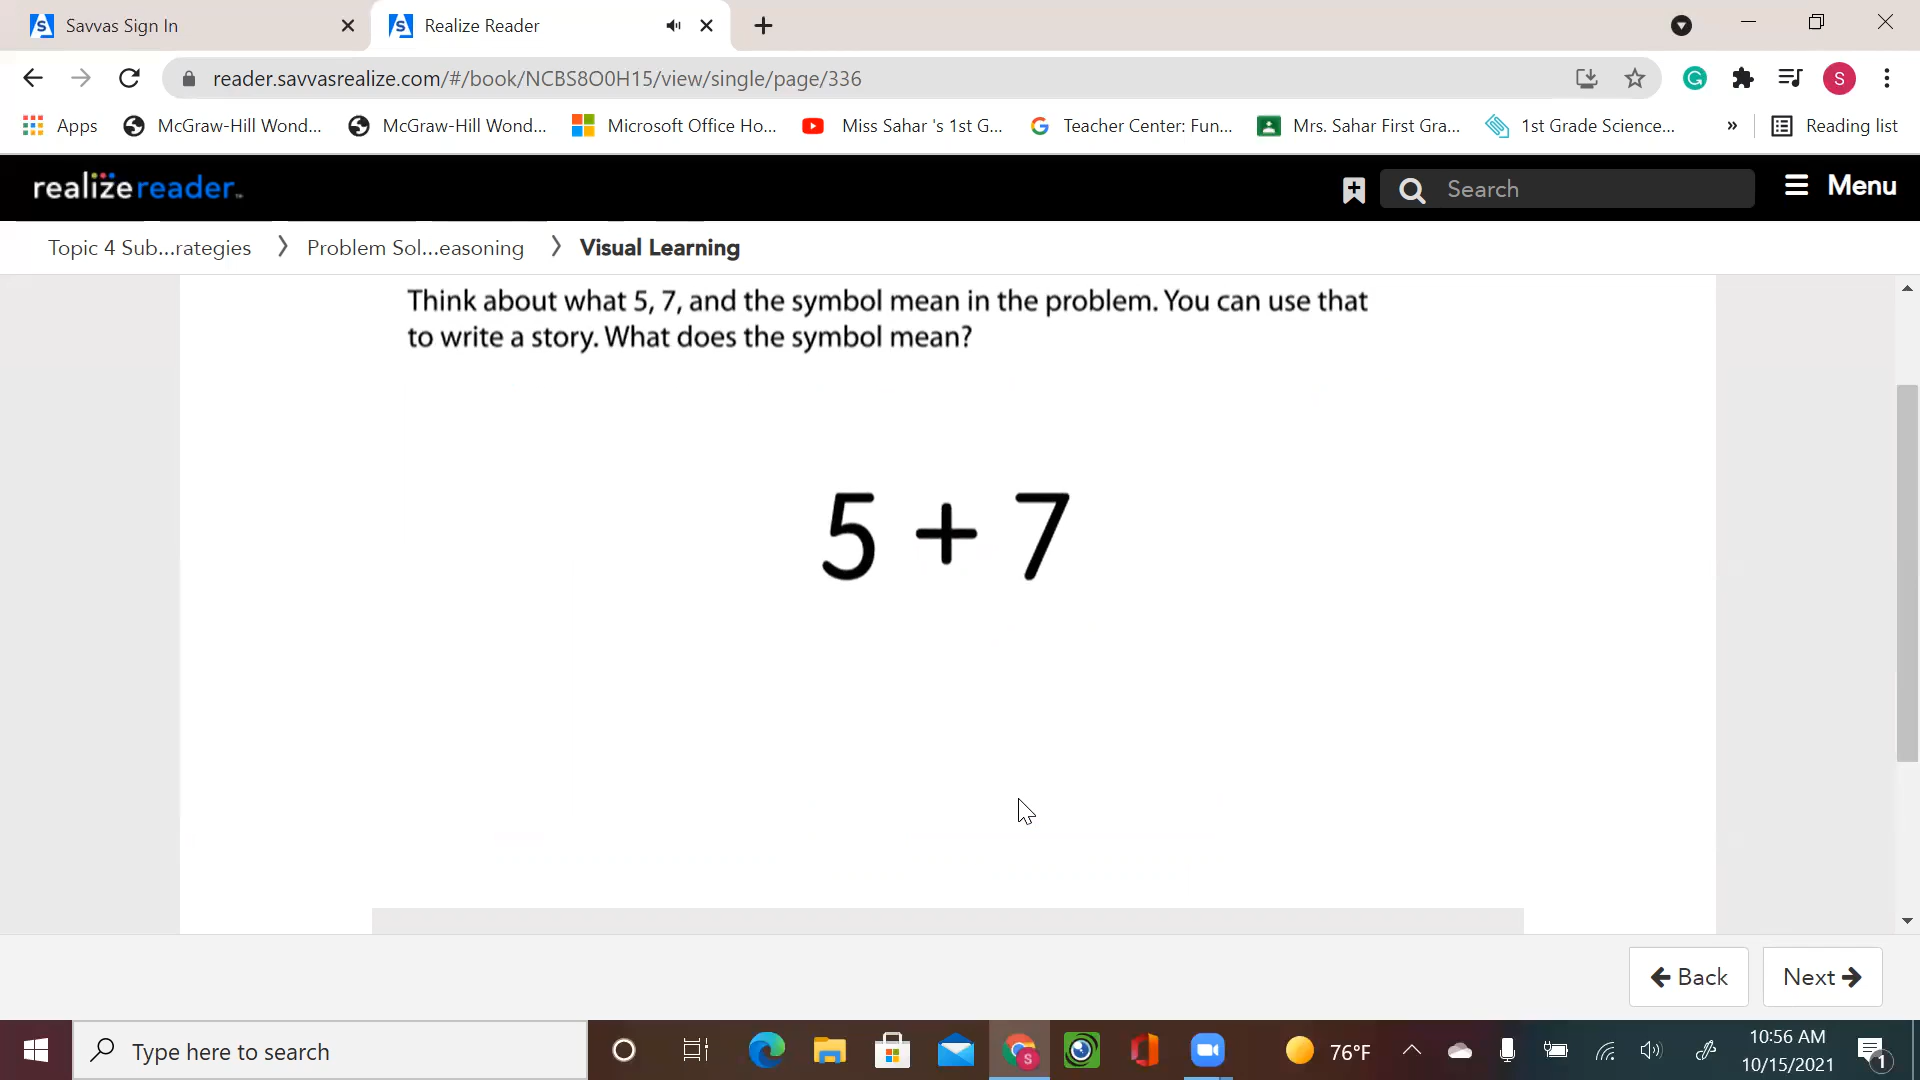 Savvas Sign In
Realize Reader
reader.savvasrealize.com/#/book/NCBS8O0H15/view/single/page/336
S
Apps
McGraw-Hill Wond...
McGraw-Hill Wond...
Microsoft Office Ho...
Miss Sahar 's 1st G...
Teacher Center: Fun...
Mrs. Sahar First Gra...
1st Grade Science...
»
Reading list
realizereader™
Search
Menu
Topic 4 Sub...rategies
Problem Sol...easoning
Visual Learning
Think about what 5, 7, and the symbol mean in the problem. You can use that
to write a story. What does the symbol mean?
5 + 7
Back
Next
Type here to search
76°F
10:56 AM
10/15/2021
1